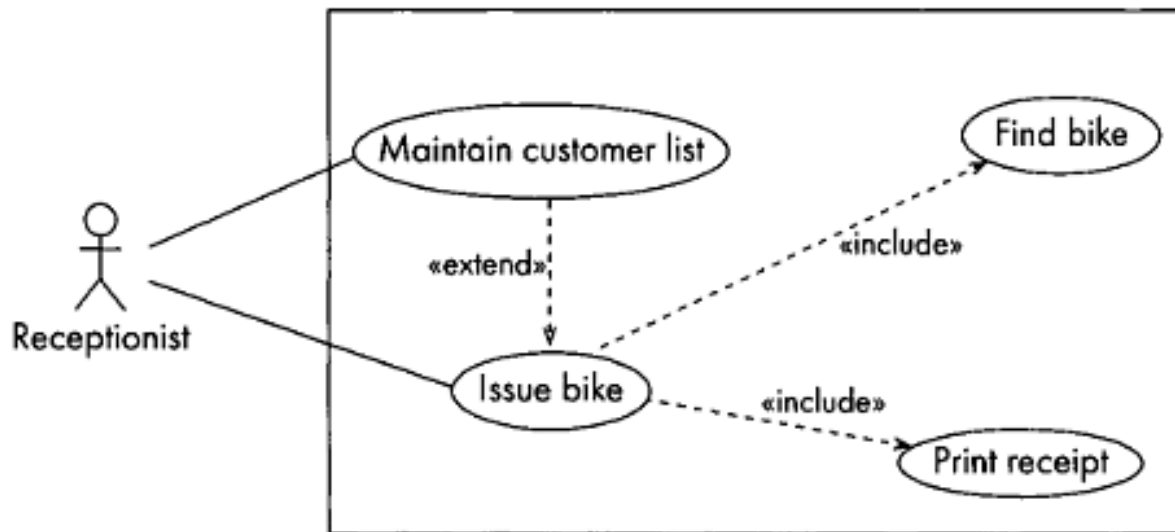 Maintain customer list
Find bike
«include»
«extend»
Receptionist
Issue bike
«include»
Print receipt